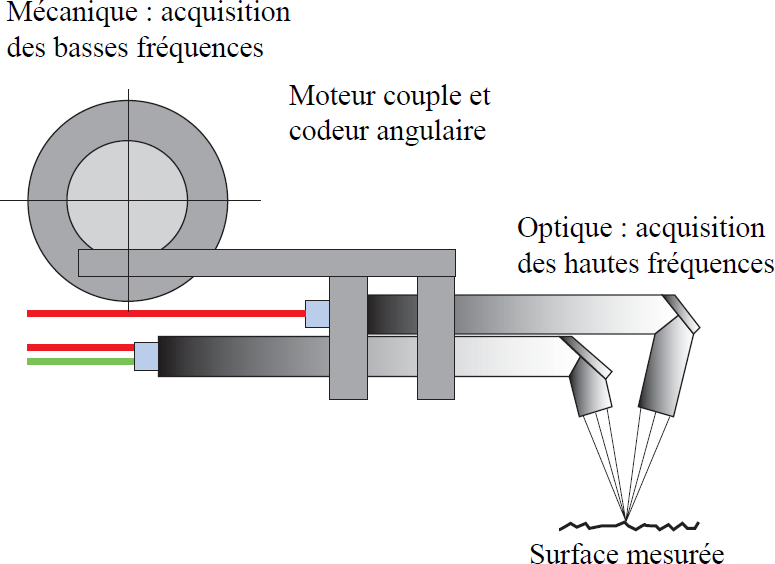 Mécanique : acquisition
des basses fréquences
Moteur couple et
codeur angulaire
Optique : acquisition
des hautes fréquences
Surface mesurée